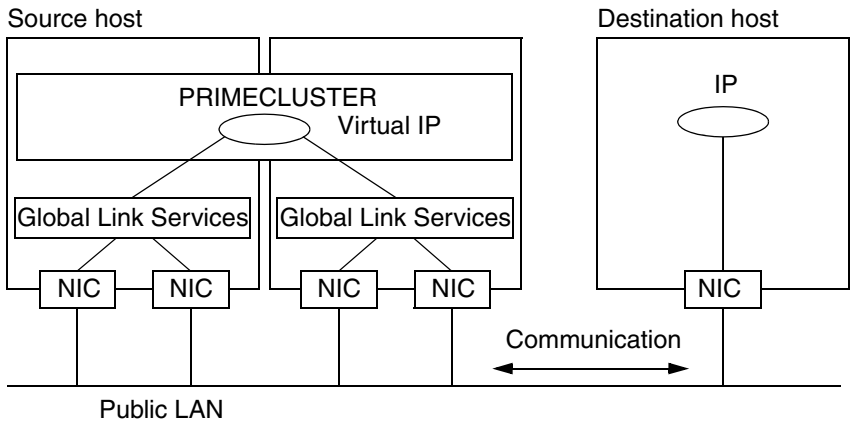 Source host
Destination host
PRIMECLUSTER
Virtual IP
IP
Global Link Services
Global Link Services
NIC
NIC
NIC
NIC
NIC
Communication
Public LAN